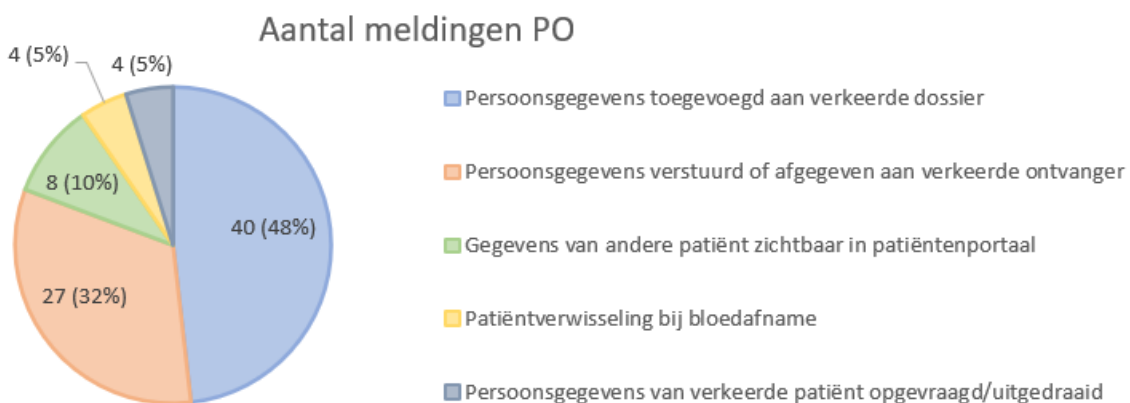 Aantal meldingen PO
4 (5%)
4 (5%)
8 (10%)
40 (48%)
27 (32%)
Persoonsgegevens toegevoegd aan verkeerde dossier
Persoonsgegevens verstuurd of afgegeven aan verkeerde ontvanger
Gegevens van andere patiënt zichtbaar in patiëntenportaal
Patiëntverwisseling bij bloedafname
Persoonsgegevens van verkeerde patiënt opgevraagd/uitgedraaid